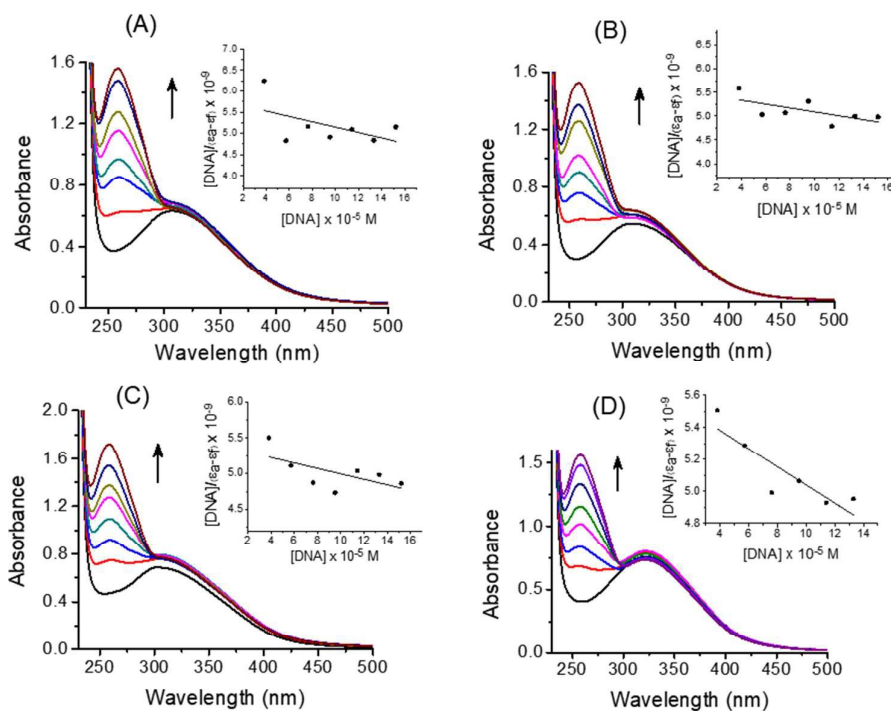 (A)
1.6
1.2
0.8
0.4
0.0
Absorbance
250 300 350 400 450 500
Wavelength (nm)
7.0
6.5
6.0
5.5
5.0
4.5
4.0
[DNA]/(εa-εf) x 10-9
2 4 6 8 10 12 14 16
[DNA] x 10-5 M
(B)
1.6
1.2
0.8
0.4
0.0
Absorbance
250 300 350 400 450 500
Wavelength (nm)
6.5
6.0
5.5
5.0
4.5
4.0
[DNA]/(εa-εf) x 10-9
2 4 6 8 10 12 14 16
[DNA] x 10-5 M
(C)
2.0
1.6
1.2
0.8
0.4
0.0
Absorbance
250 300 350 400 450 500
Wavelength (nm)
6.0
5.5
5.0
4.5
[DNA]/(εa-εf) x 10-9
2 4 6 8 10 12 14 16
[DNA] x 10-5 M
(D)
1.5
1.0
0.5
0.0
Absorbance
250 300 350 400 450 500
Wavelength (nm)
5.6
5.4
5.2
5.0
4.8
[DNA]/(εa-εf) x 10-9
4 6 8 10 12 14
[DNA] x 10-5 M